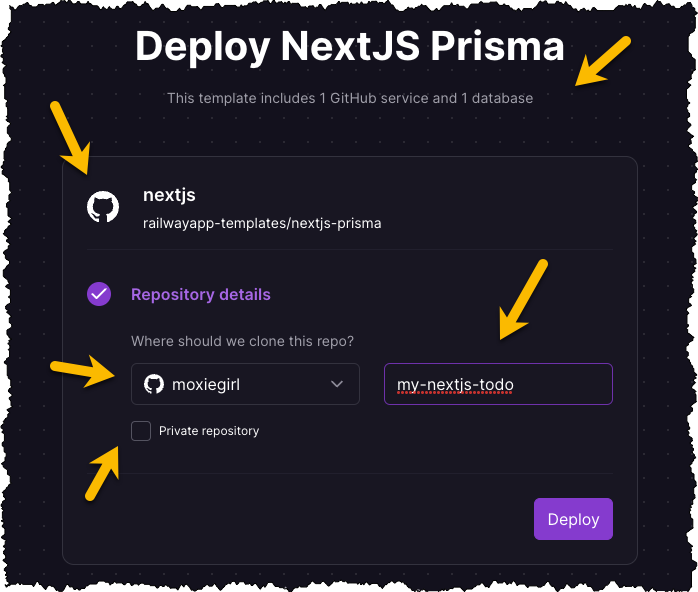 Deploy NextJS Prisma
This template includes 1 GitHub service and 1 database
nextjs
railwayapp-templates/nextjs-prisma
Repository details
Where should we clone this repo?
moxiegirl
my-nextjs-todo
Private repository
Deploy